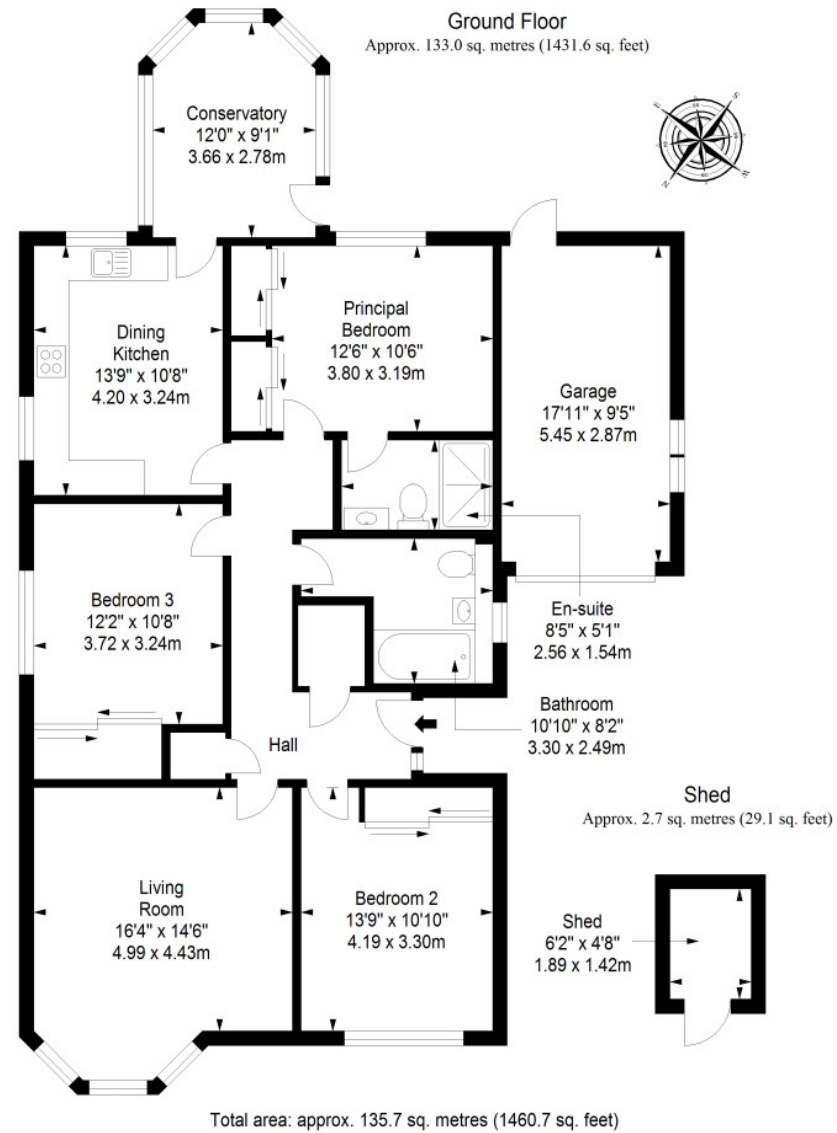 Ground Floor
Approx. 133.0 sq. metres (1431.6 sq. feet)
Conservatory
12'0" x 9'1"
3.66 x 2.78m
S
E
W
N
Principal
Bedroom
12'6" x 10'6"
3.80 x 3.19m
Dining
Kitchen
13'9" x 10'8"
4.20 x 3.24m
Garage
17'11" x 9'5"
5.45 x 2.87m
Bedroom 3
12'2" x 10'8"
3.72 x 3.24m
En-suite
8'5" x 5'1"
2.56 x 1.54m
Bathroom
10'10" x 8'2"
3.30 x 2.49m
Hall
Shed
Approx. 2.7 sq. metres (29.1 sq. feet)
Living
Room
16'4" x 14'6"
4.99 x 4.43m
Bedroom 2
13'9" x 10'10"
4.19 x 3.30m
Shed
6'2" x 4'8"
1.89 x 1.42m
Total area: approx. 135.7 sq. metres (1460.7 sq. feet)